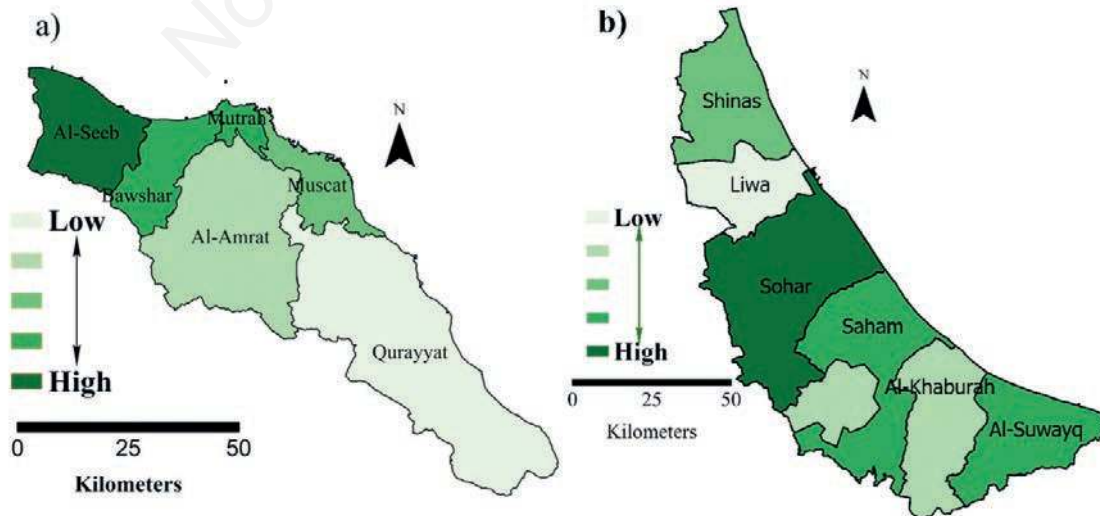 a)
N
Al-Seeb
Mutrah
Bawshar
Muscat
Al-Amrat
Qurayyat
Low
High
0 25 50
Kilometers
b)
N
Shinas
Liwa
Low
Sohar
Saham
High
Al-Khaburah
Al-Suwayq
0 25 50
Kilometers